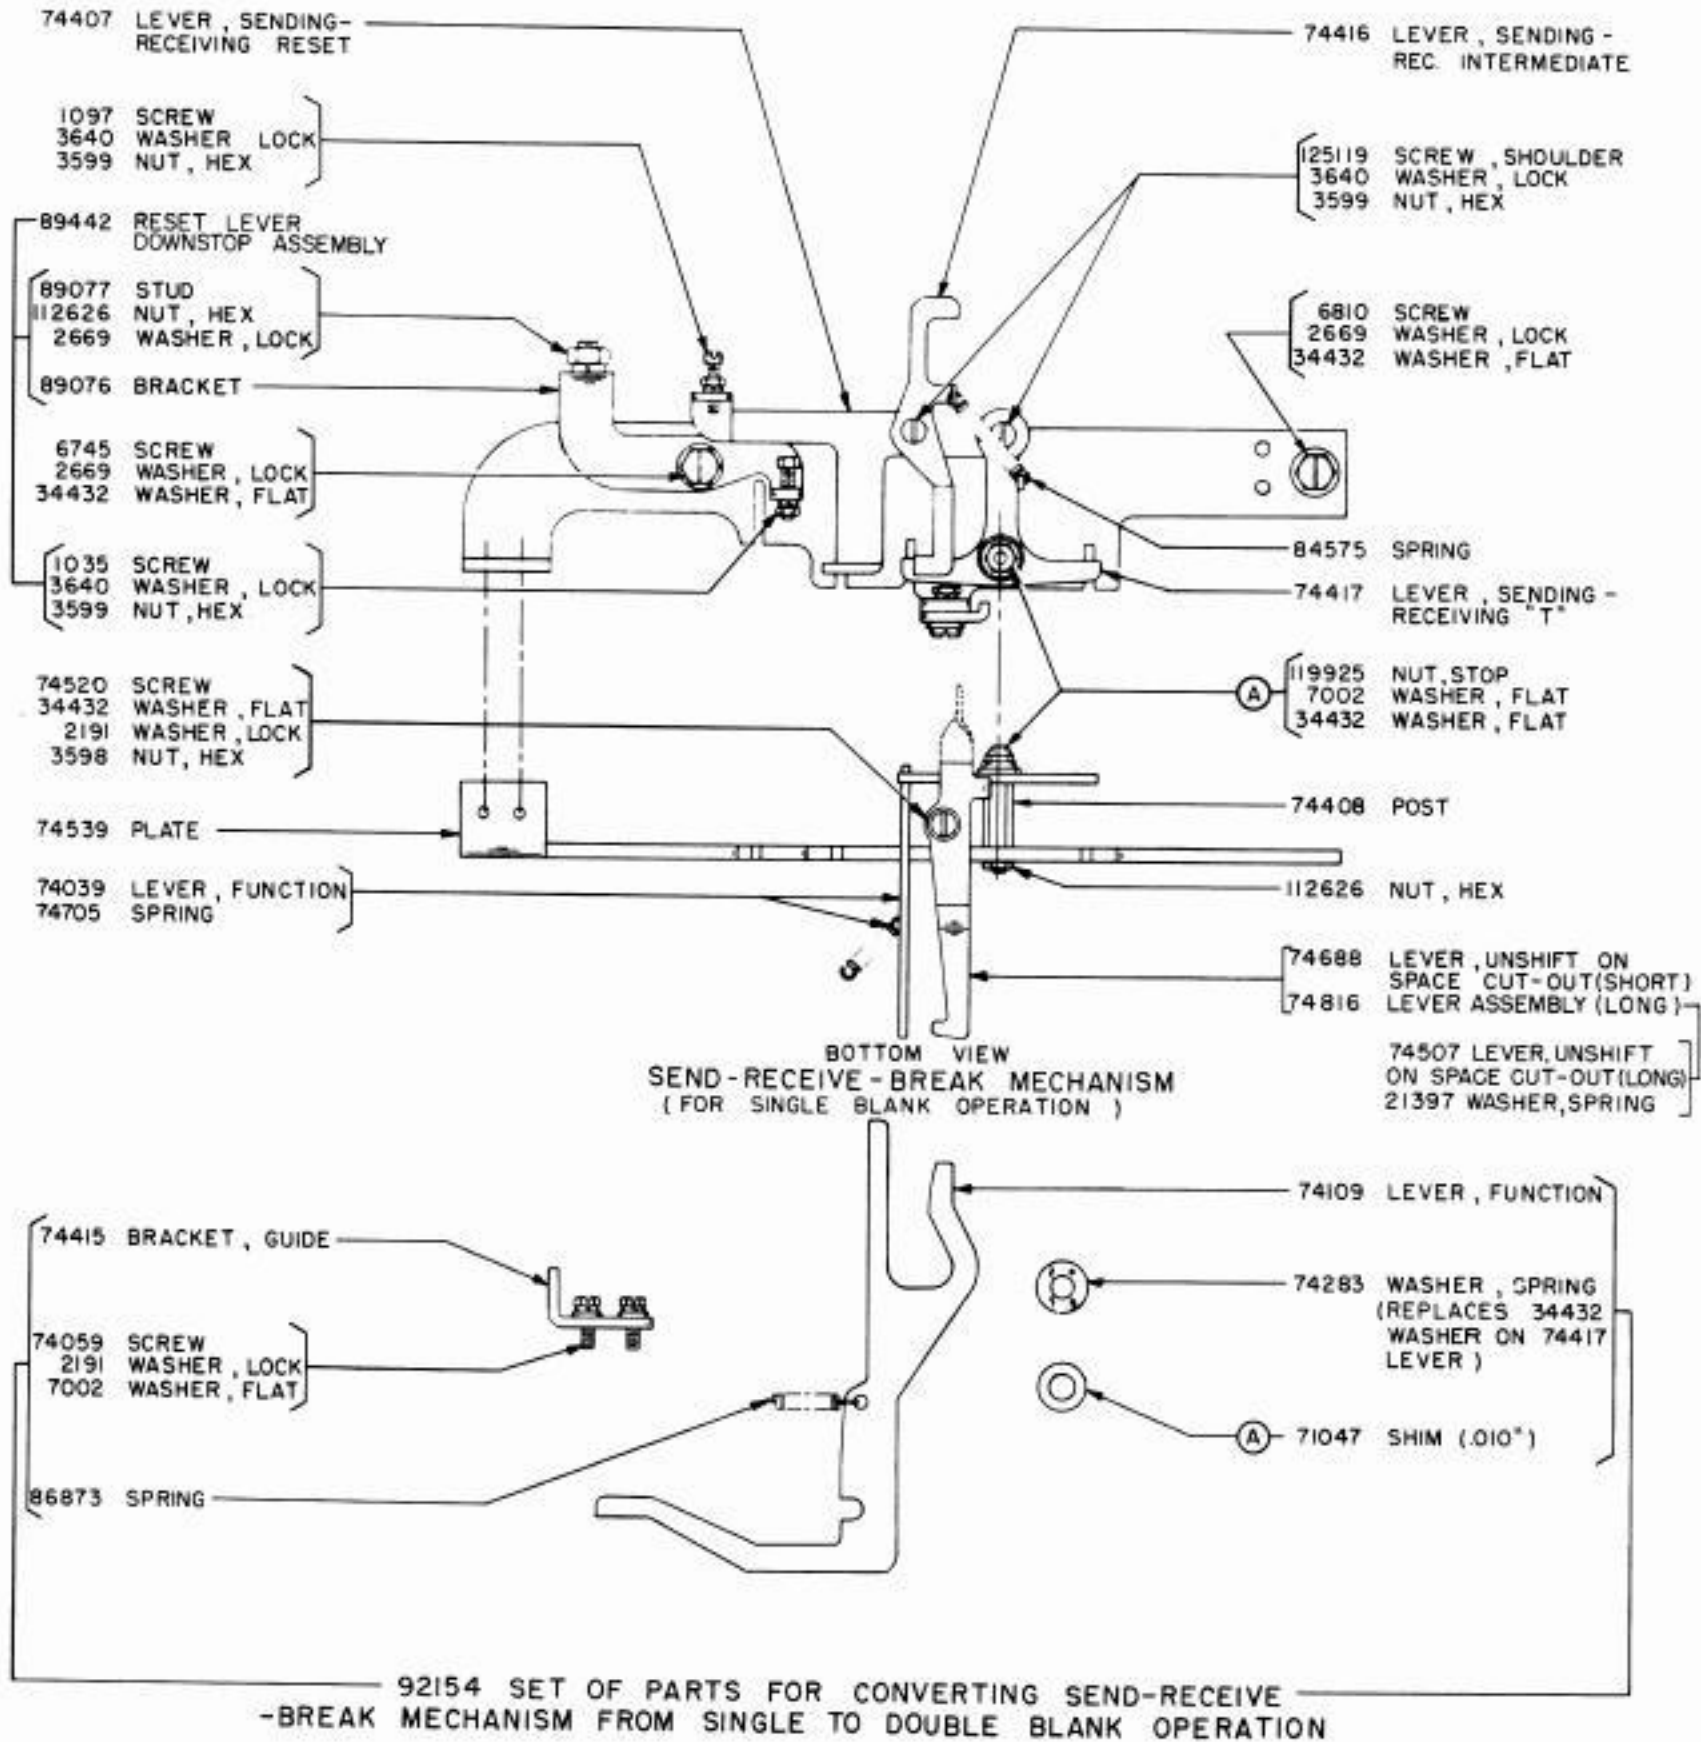 74407 LEVER, SENDING-
RECEIVING RESET
1097 SCREW
3640 WASHER LOCK
3599 NUT, HEX
89442 RESET LEVER
DOWNSTOP ASSEMBLY
89077 STUD
112626 NUT, HEX
2669 WASHER, LOCK
89076 BRACKET
6745 SCREW
2669 WASHER, LOCK
34432 WASHER, FLAT
1035 SCREW
3640 WASHER, LOCK
3599 NUT, HEX
74520 SCREW
34432 WASHER, FLAT
2191 WASHER, LOCK
3598 NUT, HEX
74539 PLATE
74039 LEVER, FUNCTION
74705 SPRING
74416 LEVER, SENDING-
REC. INTERMEDIATE
125119 SCREW, SHOULDER
3640 WASHER, LOCK
3599 NUT, HEX
6810 SCREW
2669 WASHER, LOCK
34432 WASHER, FLAT
84575 SPRING
74417 LEVER, SENDING-
RECEIVING "T"
A
119925 NUT, STOP
7002 WASHER, FLAT
34432 WASHER, FLAT
74408 POST
112626 NUT, HEX
74688 LEVER, UNSHIFT ON
SPACE CUT-OUT(SHORT)
74816 LEVER ASSEMBLY (LONG)
74507 LEVER, UNSHIFT
ON SPACE CUT-OUT(LONG)
21397 WASHER, SPRING
BOTTOM VIEW
SEND-RECEIVE-BREAK MECHANISM
(FOR SINGLE BLANK OPERATION)
74415 BRACKET, GUIDE
74059 SCREW
2191 WASHER, LOCK
7002 WASHER, FLAT
86873 SPRING
74109 LEVER, FUNCTION
74283 WASHER, SPRING
(REPLACES 34432
WASHER ON 74417
LEVER)
A 71047 SHIM (.010")
92154 SET OF PARTS FOR CONVERTING SEND-RECEIVE
-BREAK MECHANISM FROM SINGLE TO DOUBLE BLANK OPERATION